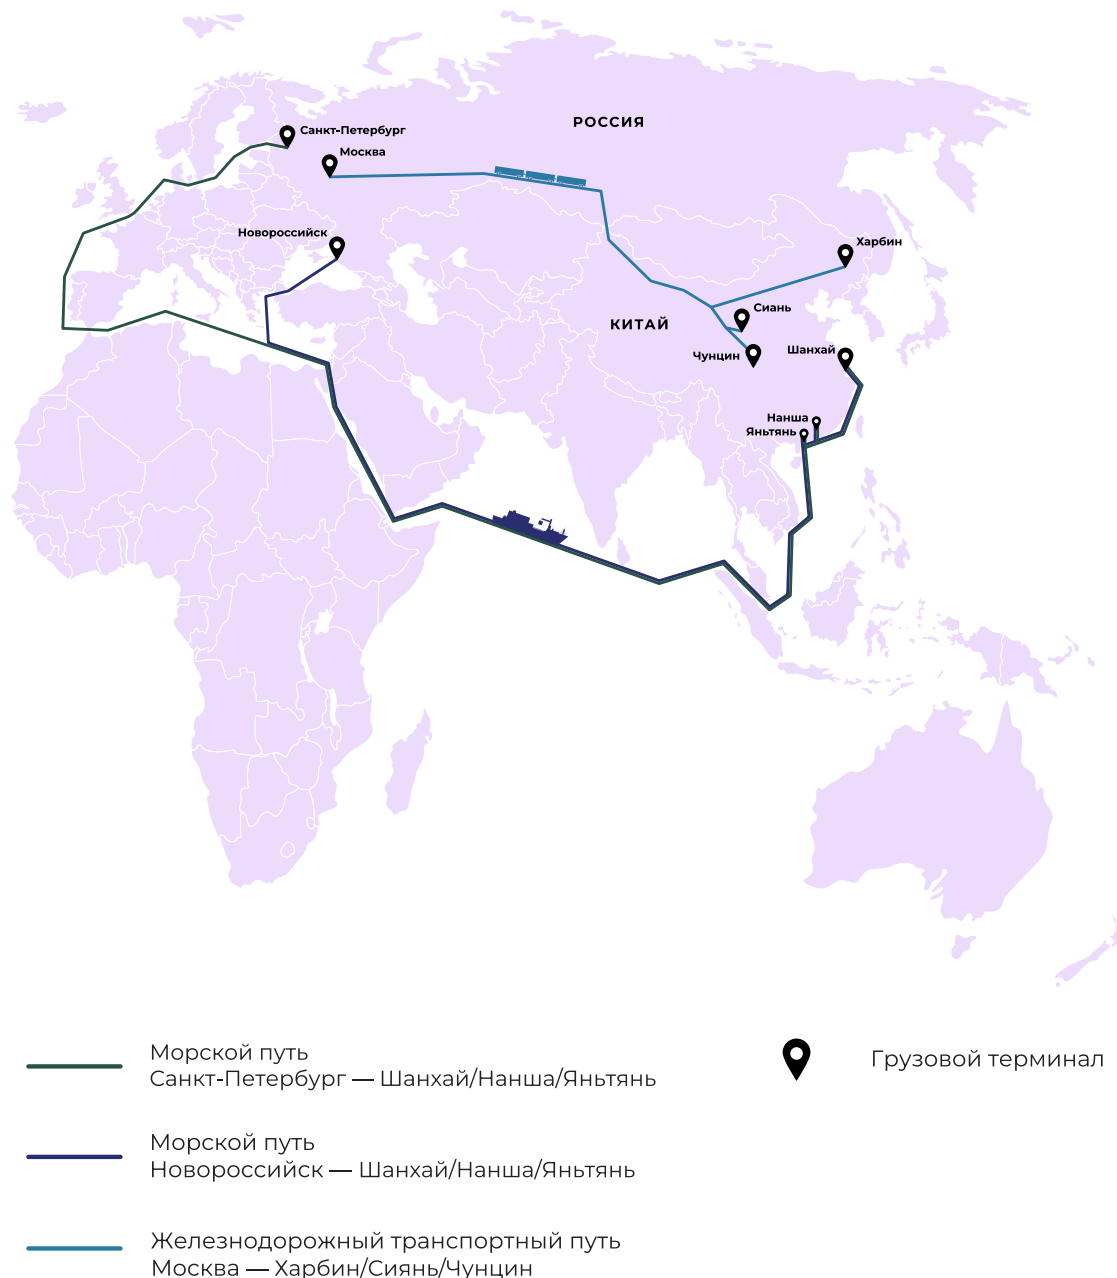 РОССИЯ
Санкт-Петербург
Москва
Новороссийск
Харбин
Сиань
КИТАЙ
Шанхай
Чунцин
Нанша
Яньтянь
Морской путь
Санкт-Петербург — Шанхай/Нанша/Яньтянь
Грузовой терминал
Морской путь
Новороссийск — Шанхай/Нанша/Яньтянь
Железнодорожный транспортный путь
Москва — Харбин/Сиянь/Чунцин